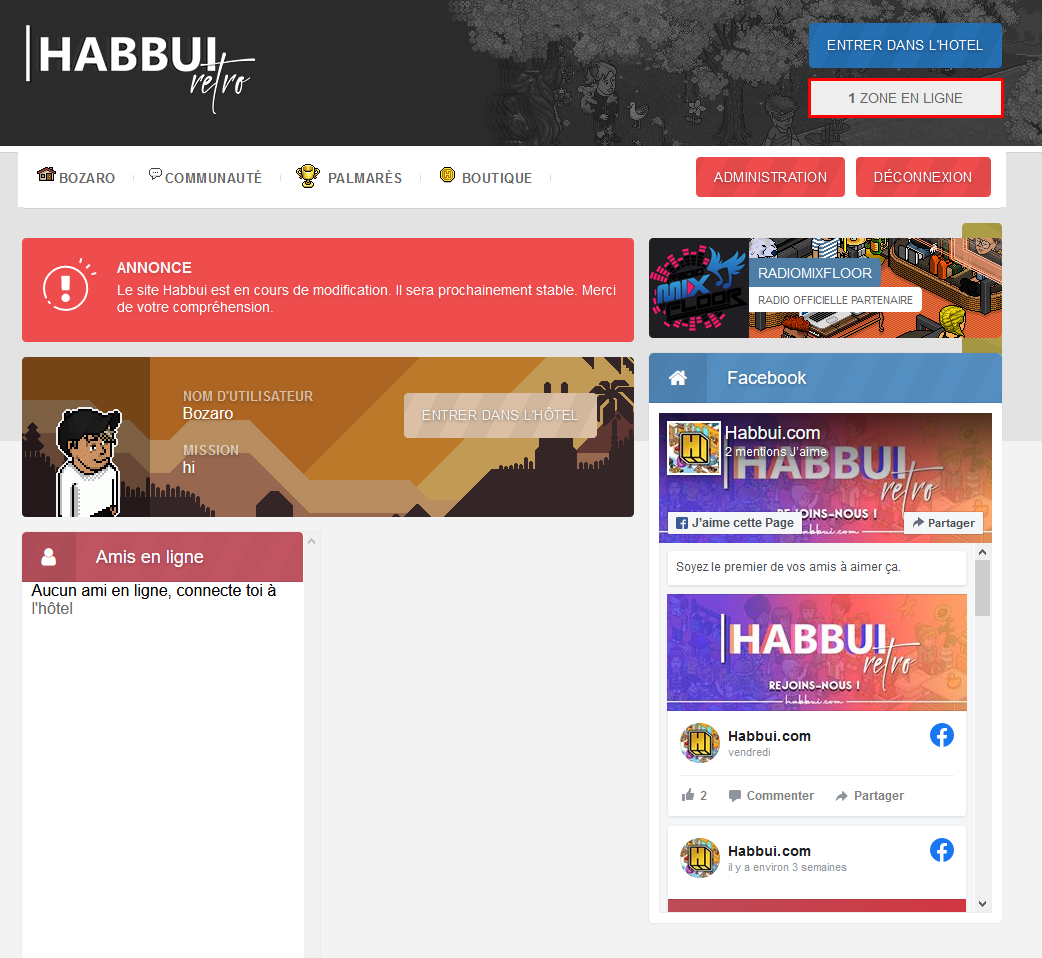 HABBUI
retro
ENTRER DANS L'HOTEL
1 ZONE EN LIGNE
BOZARO
COMMUNAUTÉ
PALMARÈS
BOUTIQUE
ADMINISTRATION
DÉCONNEXION
ANNONCE
Le site Habbui est en cours de modification. Il sera prochainement stable. Merci
de votre compréhension.
MIX
FLOOR
RADIOMIXFLOOR
RADIO OFFICIELLE PARTENAIRE
NOM D'UTILISATEUR
Bozaro
MISSION
hi
ENTRER DANS L'HÔTEL
Amis en ligne
Aucun ami en ligne, connecte toi à
l'hôtel
Facebook
Habbui.com
2 mentions J'aime
HABBUI
retro
REJOINS-NOUS !
habbui.com
J'aime cette Page
Partager
Soyez le premier de vos amis à aimer ça.
HABBUI
retro
REJOINS-NOUS !
habbui.com
Habbui.com
vendredi
2
Commenter
Partager
Habbui.com
il y a environ 3 semaines